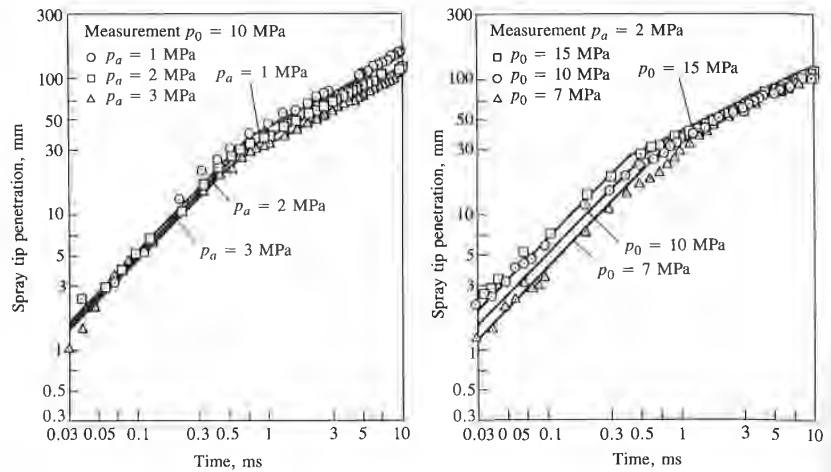 Measurement p₀ = 10 MPa
○ pₐ = 1 MPa
□ pₐ = 2 MPa
△ pₐ = 3 MPa
pₐ = 1 MPa
pₐ = 2 MPa
pₐ = 3 MPa
Spray tip penetration, mm
300
100
50
30
10
5
3
1
0.5
0.3
0.03 0.05 0.1 0.3 0.5 1 3 5 10
Time, ms
Measurement pₐ = 2 MPa
□ p₀ = 15 MPa
○ p₀ = 10 MPa
△ p₀ = 7 MPa
p₀ = 15 MPa
p₀ = 10 MPa
p₀ = 7 MPa
Spray tip penetration, mm
300
100
50
30
10
5
3
1
0.5
0.3
0.03 0 05 0.1 0.3 0.5 1 3 5 10
Time, ms